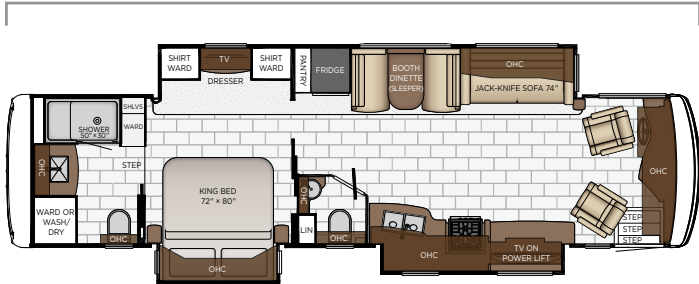 SHIRT
WARD
TV
SHIRT
WARD
DRESSER
PANTRY
FRIDGE
BOOTH
DINETTE
(SLEEPER)
OHC
JACK-KNIFE SOFA 74"
SHLVS
SHOWER
50" × 30"
WARD
STEP
OHC
KING BED
72" × 80"
OHC
OHC
WARD OR
WASH/
DRY
OHC
LIN
OHC
OHC
OHC
TV ON
POWER LIFT
STEP
STEP
STEP